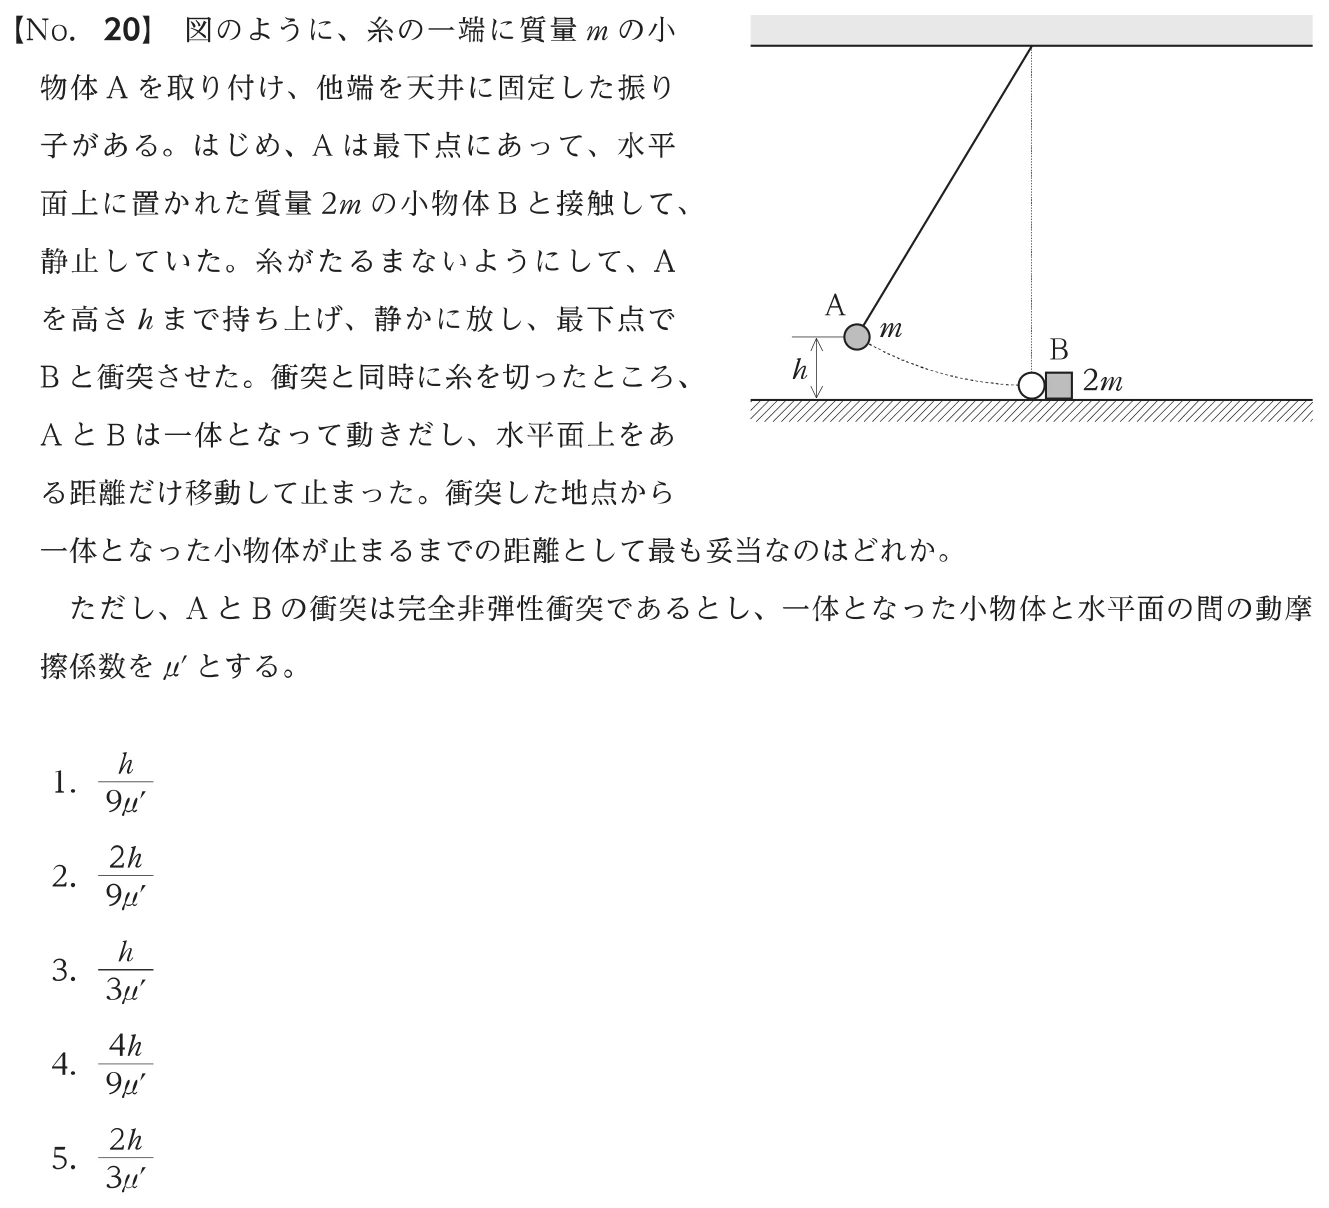 【No. 20】 図のように、糸の一端に質量 m の小
物体 A を取り付け、他端を天井に固定した振り
子がある。はじめ、A は最下点にあって、水平
面上に置かれた質量 2m の小物体 B と接触して、
静止していた。糸がたるまないようにして、A
を高さ h まで持ち上げ、静かに放し、最下点で
B と衝突させた。衝突と同時に糸を切ったところ、
A と B は一体となって動きだし、水平面上をあ
る距離だけ移動して止まった。衝突した地点から
一体となった小物体が止まるまでの距離として最も妥当なのはどれか。
ただし、A と B の衝突は完全非弾性衝突であるとし、一体となった小物体と水平面の間の動摩
擦係数を μ′ とする。
A
m
h
B
2m
1. h/9μ′
2. 2h/9μ′
3. h/3μ′
4. 4h/9μ′
5. 2h/3μ′